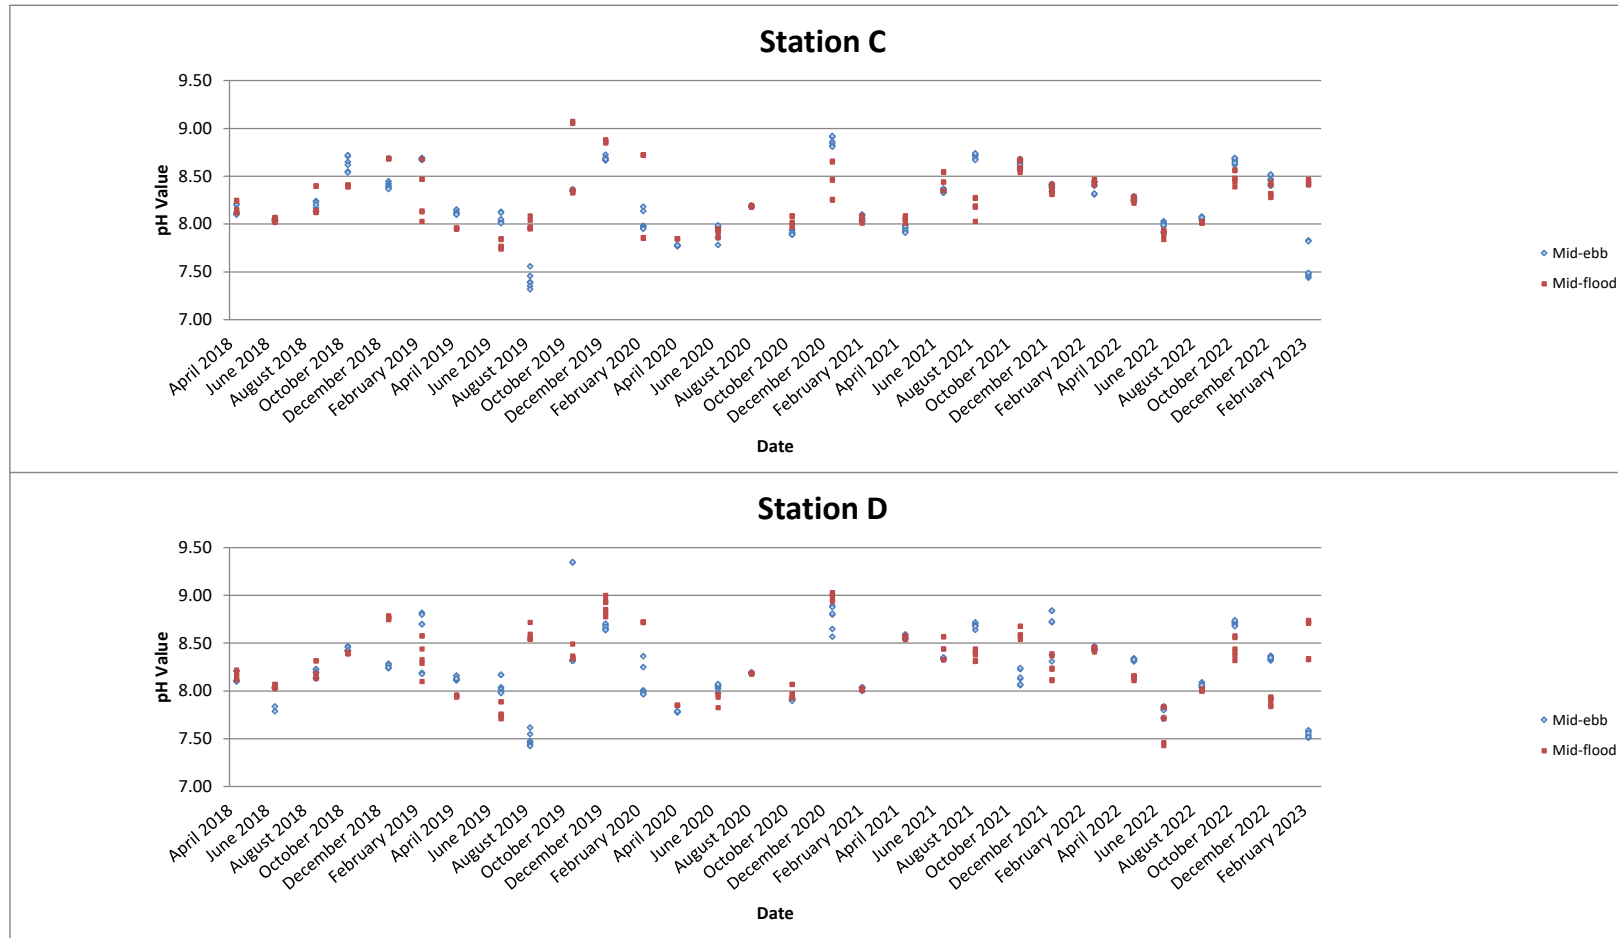 Station C
9.50
9.00
8.50
8.00
7.50
7.00
pH Value
April 2018
June 2018
August 2018
October 2018
December 2018
February 2019
April 2019
June 2019
August 2019
October 2019
December 2019
February 2020
April 2020
June 2020
August 2020
October 2020
December 2020
February 2021
April 2021
June 2021
August 2021
October 2021
December 2021
February 2022
April 2022
June 2022
August 2022
October 2022
December 2022
February 2023
Date
Mid-ebb
Mid-flood
Station D
9.50
9.00
8.50
8.00
7.50
7.00
pH Value
April 2018
June 2018
August 2018
October 2018
December 2018
February 2019
April 2019
June 2019
August 2019
October 2019
December 2019
February 2020
April 2020
June 2020
August 2020
October 2020
December 2020
February 2021
April 2021
June 2021
August 2021
October 2021
December 2021
February 2022
April 2022
June 2022
August 2022
October 2022
December 2022
February 2023
Date
Mid-ebb
Mid-flood